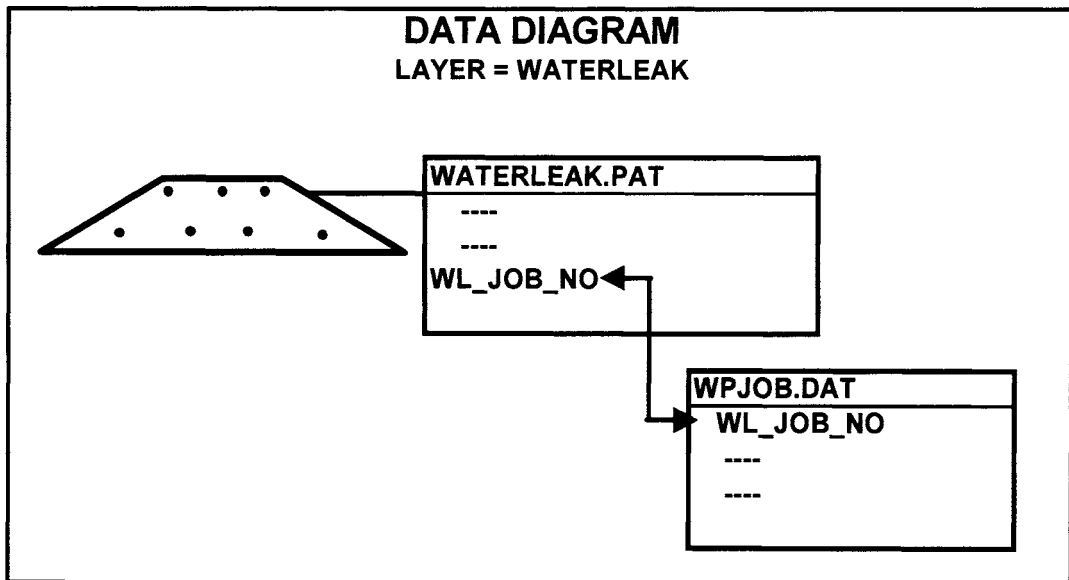 DATA DIAGRAM
LAYER = WATERLEAK
WATERLEAK.PAT
----
----
WL_JOB_NO
WPJOB.DAT
WL_JOB_NO
----
----